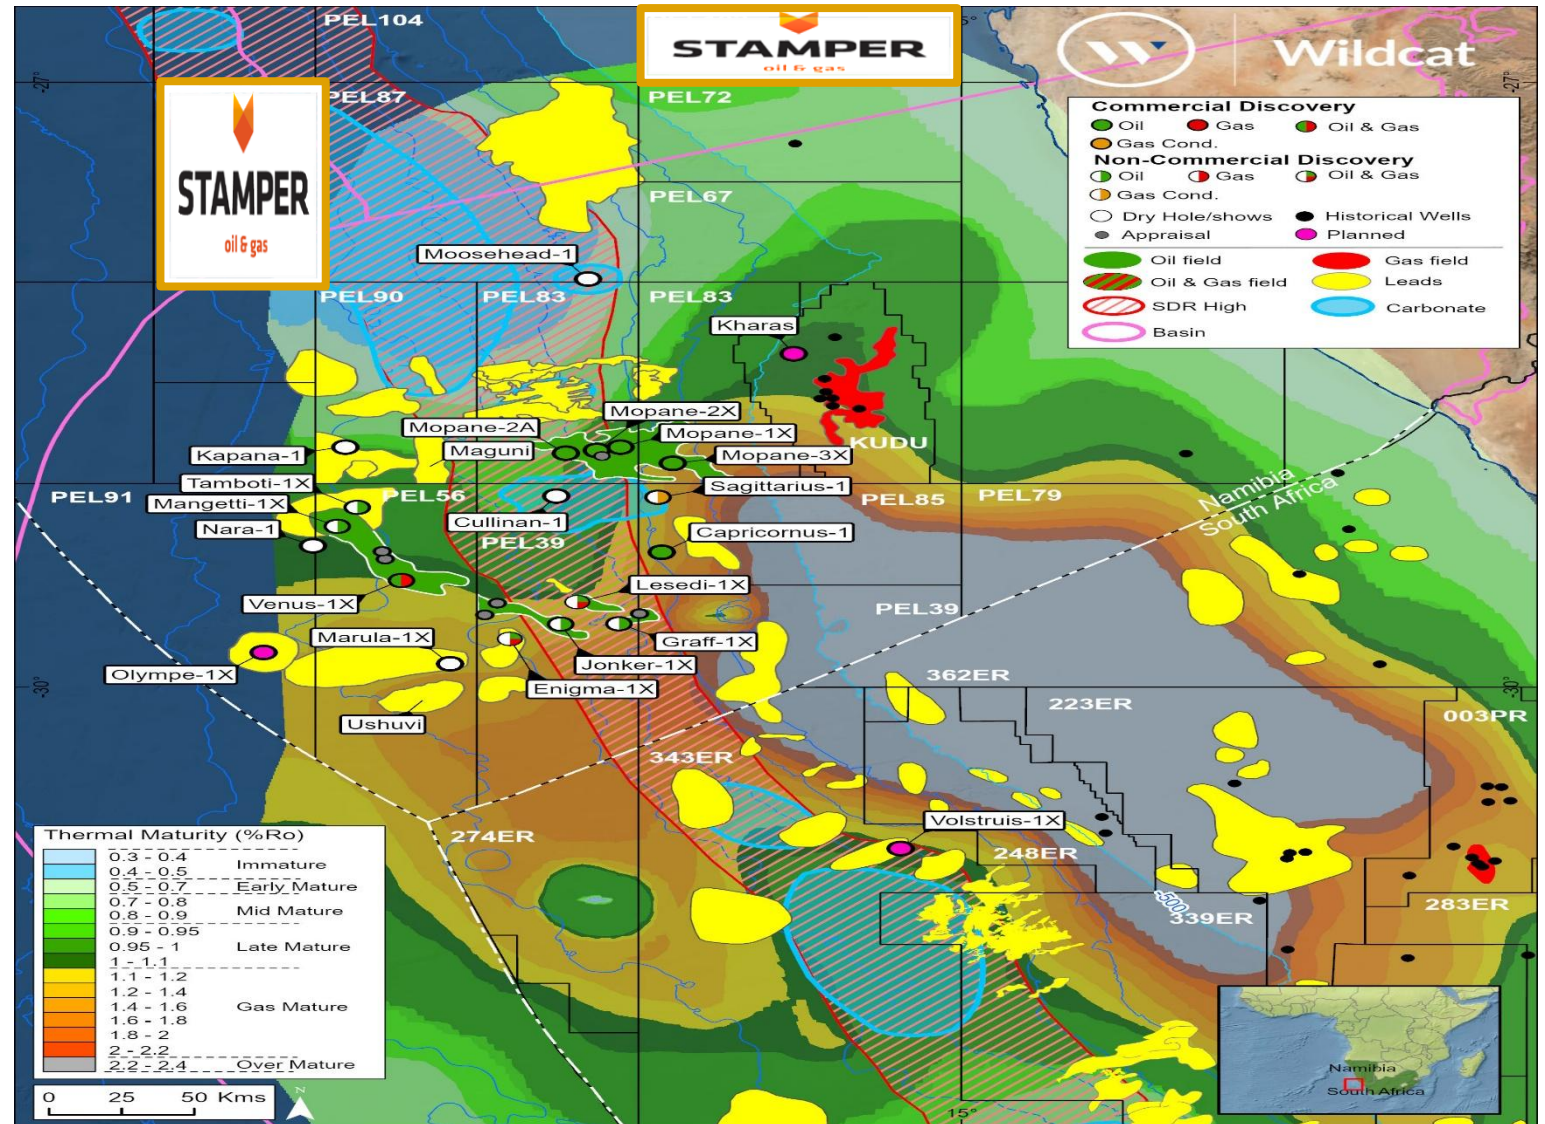 PEL104
STAMPER
oil & gas
5°
Wildcat
-27°
PEL87
STAMPER
oil & gas
PEL72
-27°
Commercial Discovery
Oil
Gas
Oil & Gas
Gas Cond.
Non-Commercial Discovery
Oil
Gas
Oil & Gas
Gas Cond.
Dry Hole/shows
Historical Wells
Appraisal
Planned
Oil field
Gas field
Oil & Gas field
Leads
SDR High
Carbonate
Basin
PEL67
Moosehead-1
PEL90
PEL83
PEL83
Kharas
Mopane-2X
Mopane-2A
Mopane-1X
KUDU
Kapana-1
Maguni
Mopane-3X
Tamboti-1X
Sagittarius-1
PEL91
Mangetti-1X
PEL56
PEL85
PEL79
Namibia
South Africa
Nara-1
Cullinan-1
PEL39
Capricornus-1
Venus-1X
Lesedi-1X
PEL39
Marula-1X
Graff-1X
Olympe-1X
Jonker-1X
362ER
-30°
Enigma-1X
-30°
Ushuvi
223ER
003PR
343ER
Volstruis-1X
274ER
248ER
-500
339ER
283ER
Thermal Maturity (%Ro)
0.3 - 0.4
Immature
0.4 - 0.5
0.5 - 0.7
Early Mature
0.7 - 0.8
Mid Mature
0.8 - 0.9
0.9 - 0.95
0.95 - 1
Late Mature
1 - 1.1
1.1 - 1.2
1.2 - 1.4
1.4 - 1.6
Gas Mature
1.6 - 1.8
1.8 - 2
2 - 2.2
2.2 - 2.4
Over Mature
0 25 50 Kms
N
15°
Namibia
South Africa